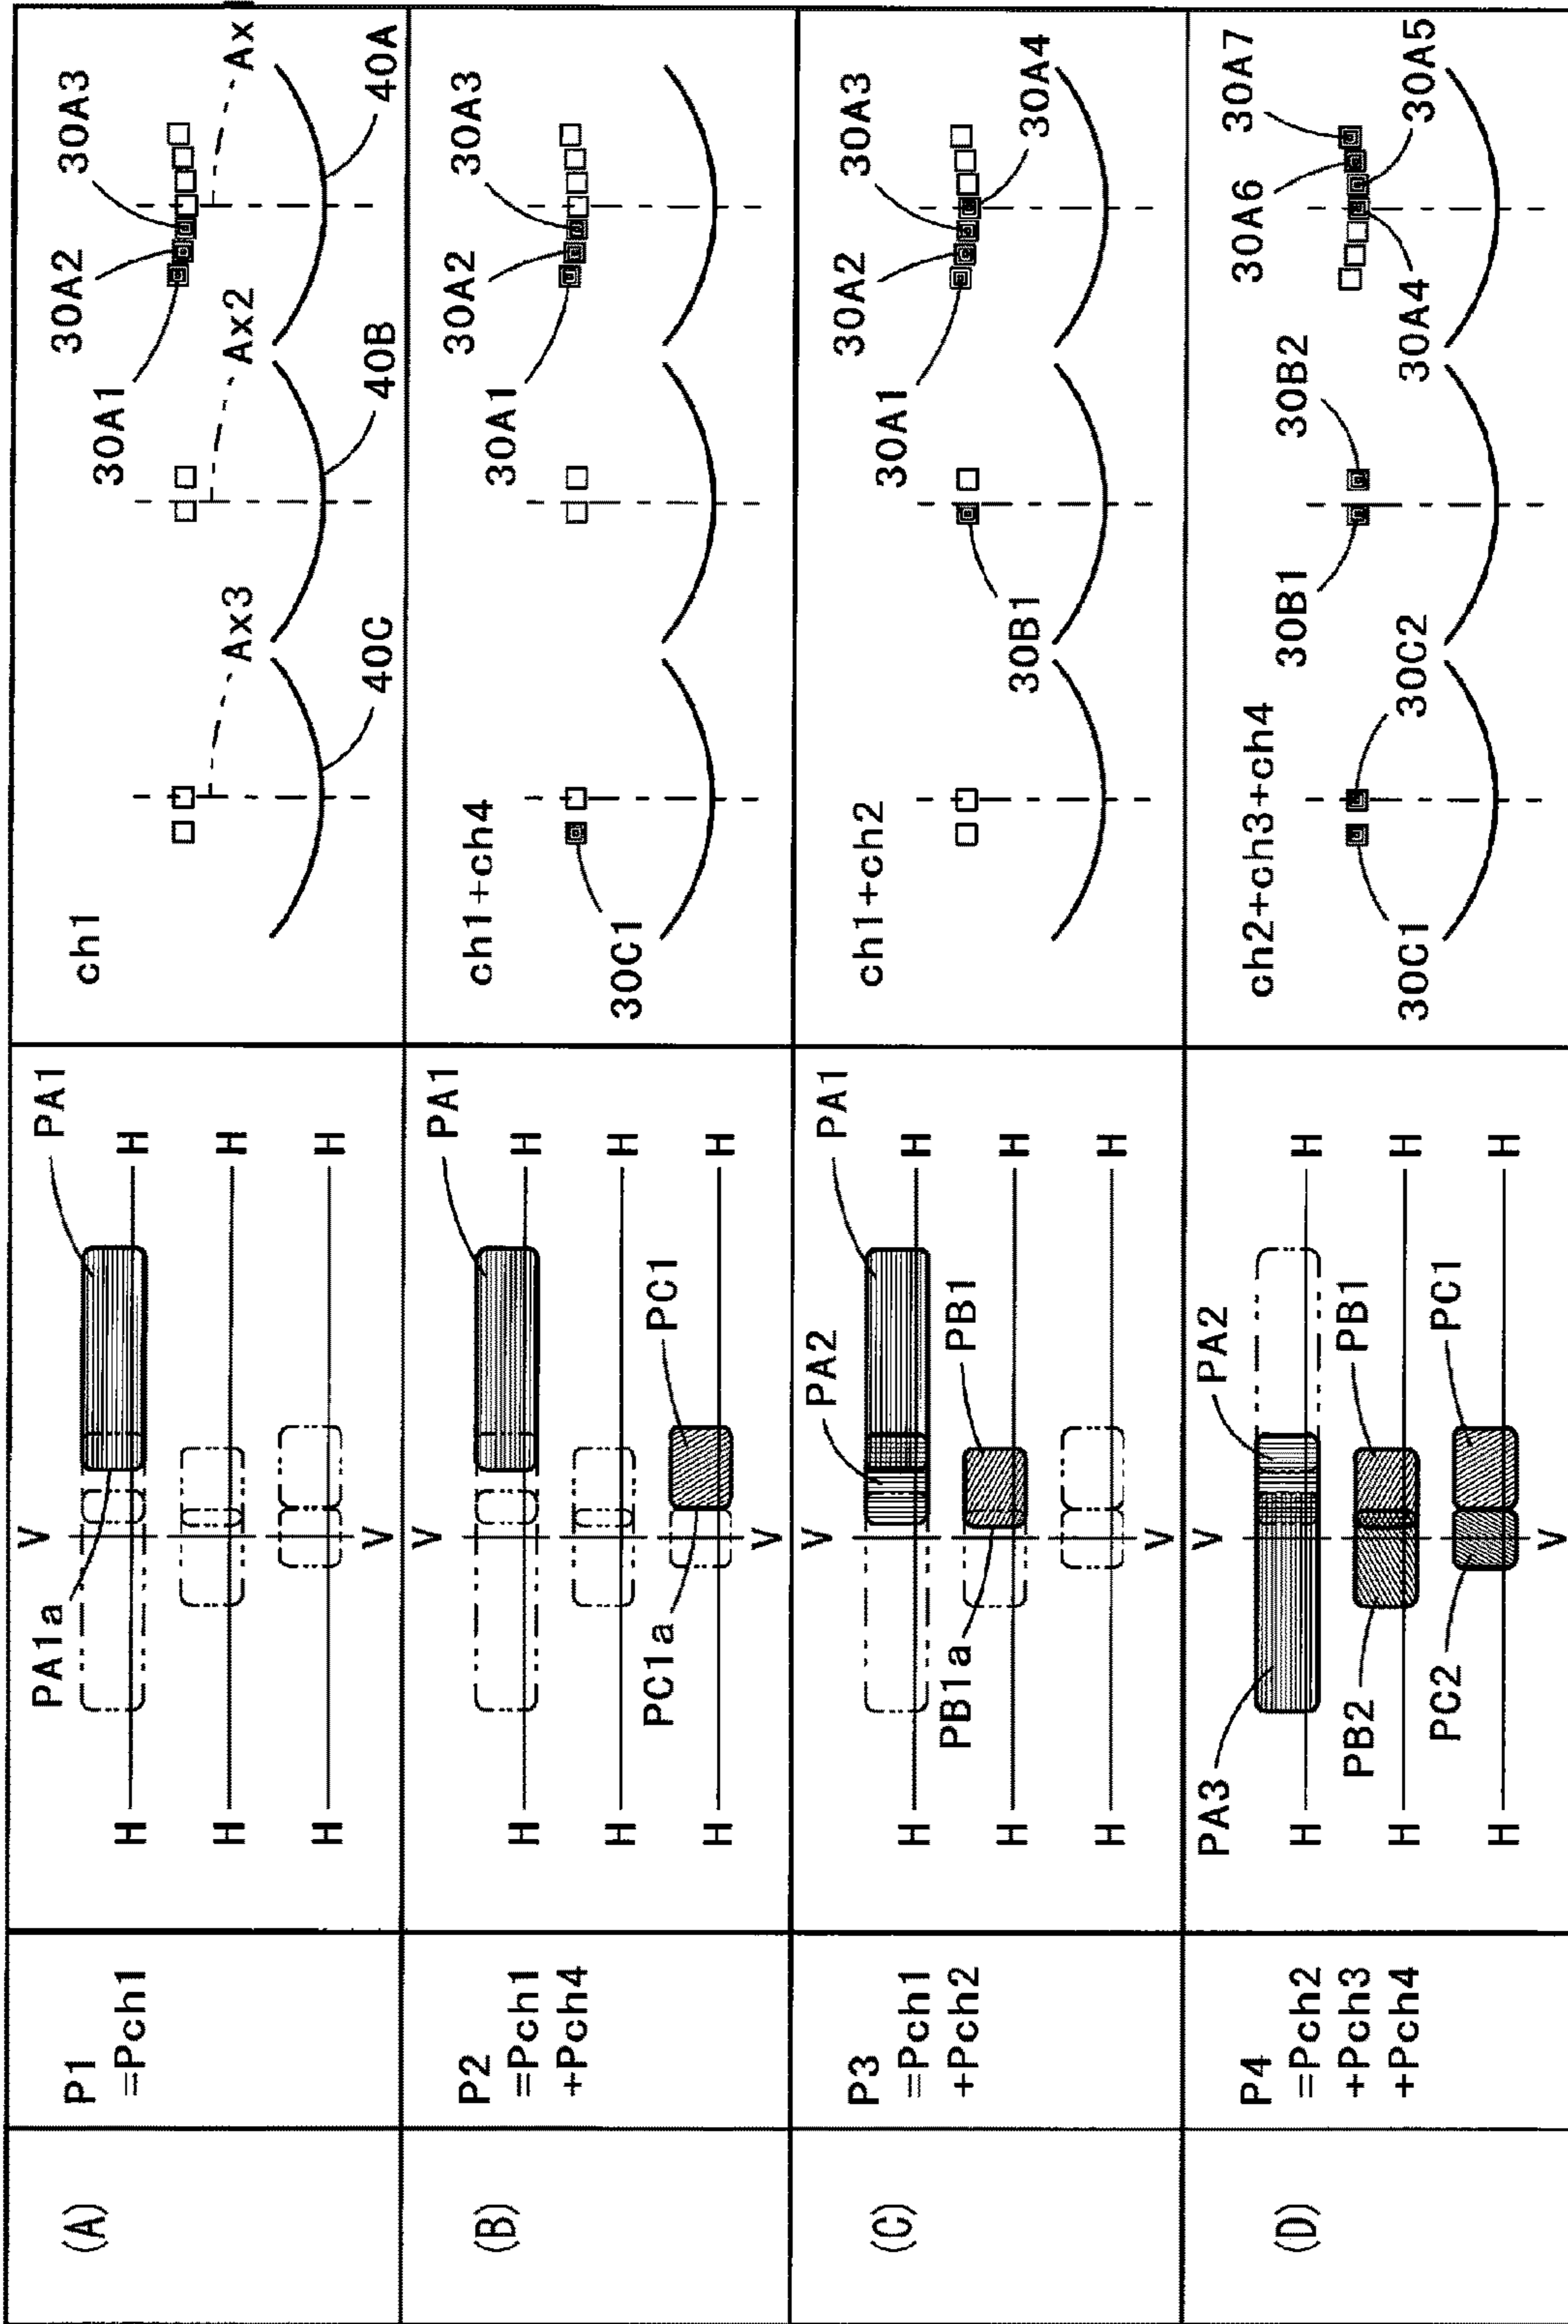 (A)
P1
=Pch1
V
PA1a
PA1
H
H
H
H
H
H
V
ch1
30A1
30A2
30A3
Ax3
Ax2
Ax
40C
40B
40A
(B)
P2
=Pch1
+Pch4
V
PA1
H
H
H
H
PC1
PC1a
H
H
V
ch1+ch4
30A1
30A2
30A3
30C1
(C)
P3
=Pch1
+Pch2
V
PA2
PA1
H
H
PB1
PB1a
H
H
H
H
V
ch1+ch2
30A1
30A2
30A3
30B1
30A4
(D)
P4
=Pch2
+Pch3
+Pch4
V
PA3
PA2
H
H
PB2
PB1
H
H
PC2
PC1
H
H
V
ch2+ch3+ch4
30C1
30C2
30B1
30B2
30A4
30A6
30A7
30A5